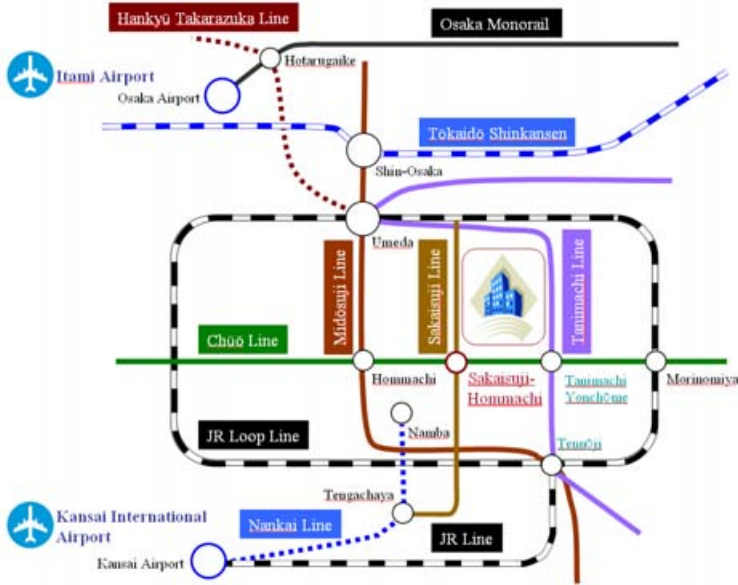 Hankyū Takarazuka Line
Osaka Monorail
Hotarugaike
Itami Airport
Osaka Airport
Tōkaidō Shinkansen
Shin-Osaka
Umeda
Midōsuji Line
Sakaisuji Line
Tanimachi Line
Chūō Line
Hommachi
Sakaisuji-
Hommachi
Tanimachi
Yonchōme
Morinomiya
Namba
JR Loop Line
Tennōji
Tengachaya
Kansai International
Airport
Nankai Line
JR Line
Kansai Airport